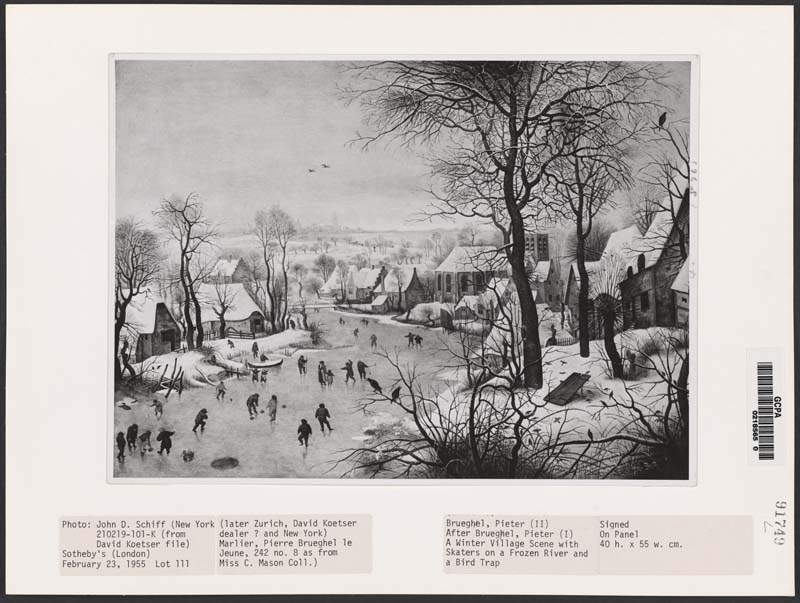 GCPA
0218565 0
91749
L
Photo: John D. Schiff (New York
210219-101-K (from
David Koetser file)
Sotheby's (London)
February 23, 1955 Lot 111
(later Zurich, David Koetser
dealer ? and New York)
Marlier, Pierre Brueghel le
Jeune, 242 no. 8 as from
Miss C. Mason Coll.)
Brueghel, Pieter (II)
After Brueghel, Pieter (I)
A Winter Village Scene with
Skaters on a Frozen River and
a Bird Trap
Signed
On Panel
40 h. x 55 w. cm.